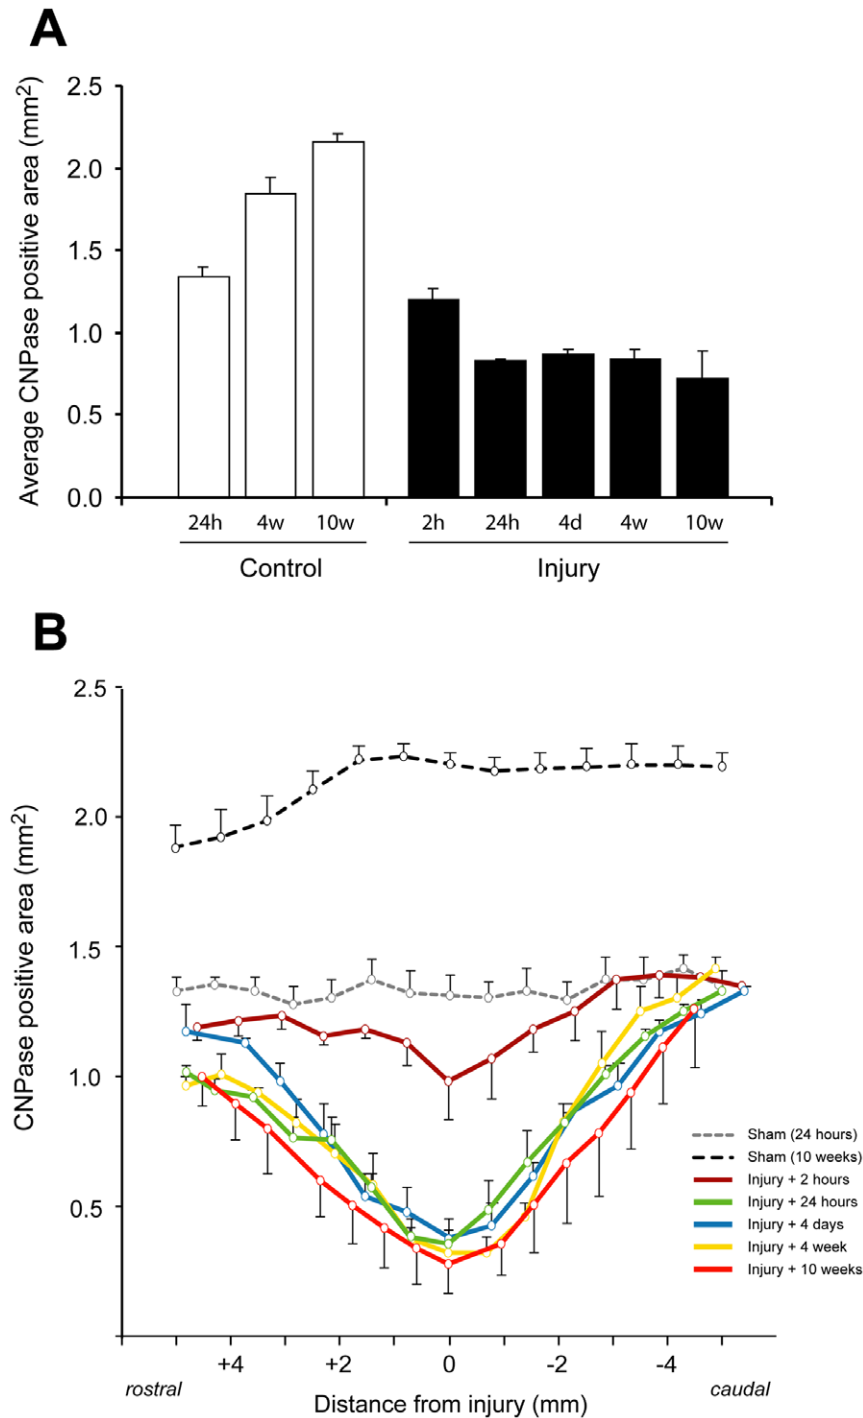 A
Average CNPase positive area (mm2)
2.5
2.0
1.5
1.0
0.5
0.0
24h 4w 10w 2h 24h 4d 4w 10w
Control Injury
B
CNPase positive area (mm2)
2.5
2.0
1.5
1.0
0.5
Sham (24 hours)
Sham (10 weeks)
Injury + 2 hours
Injury + 24 hours
Injury + 4 days
Injury + 4 week
Injury + 10 weeks
+4 +2 0 -2 -4
rostral caudal
Distance from injury (mm)